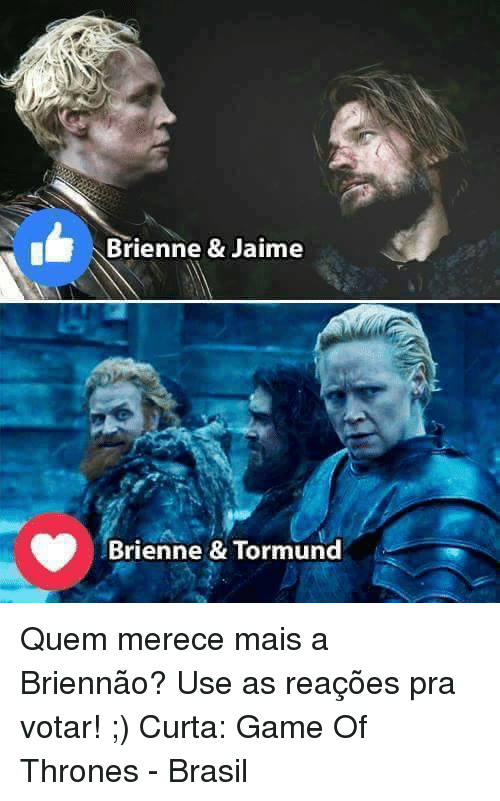 Brienne & Jaime
Brienne & Tormund
Quem merece mais a
Briennão? Use as reações pra
votar! ;) Curta: Game Of
Thrones - Brasil